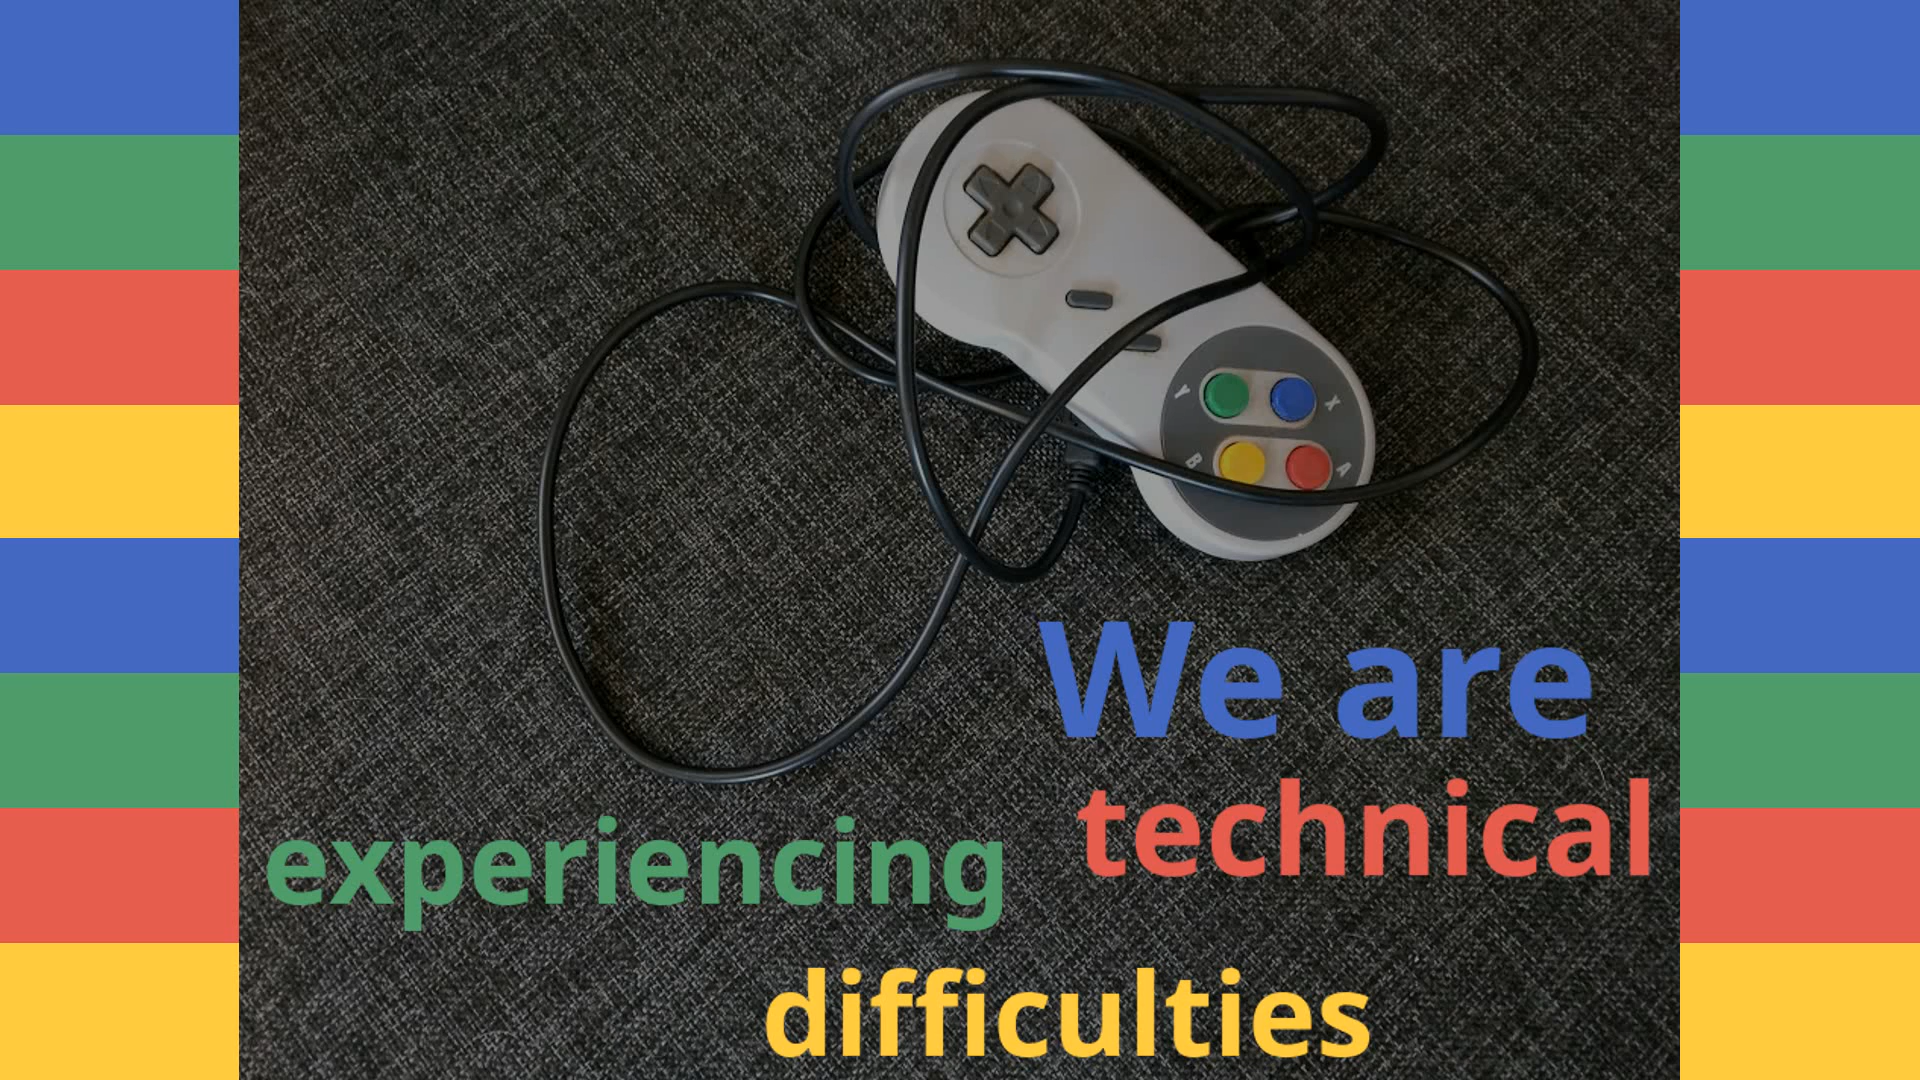 Y
X
B
A
We are
experiencing
technical
difficulties